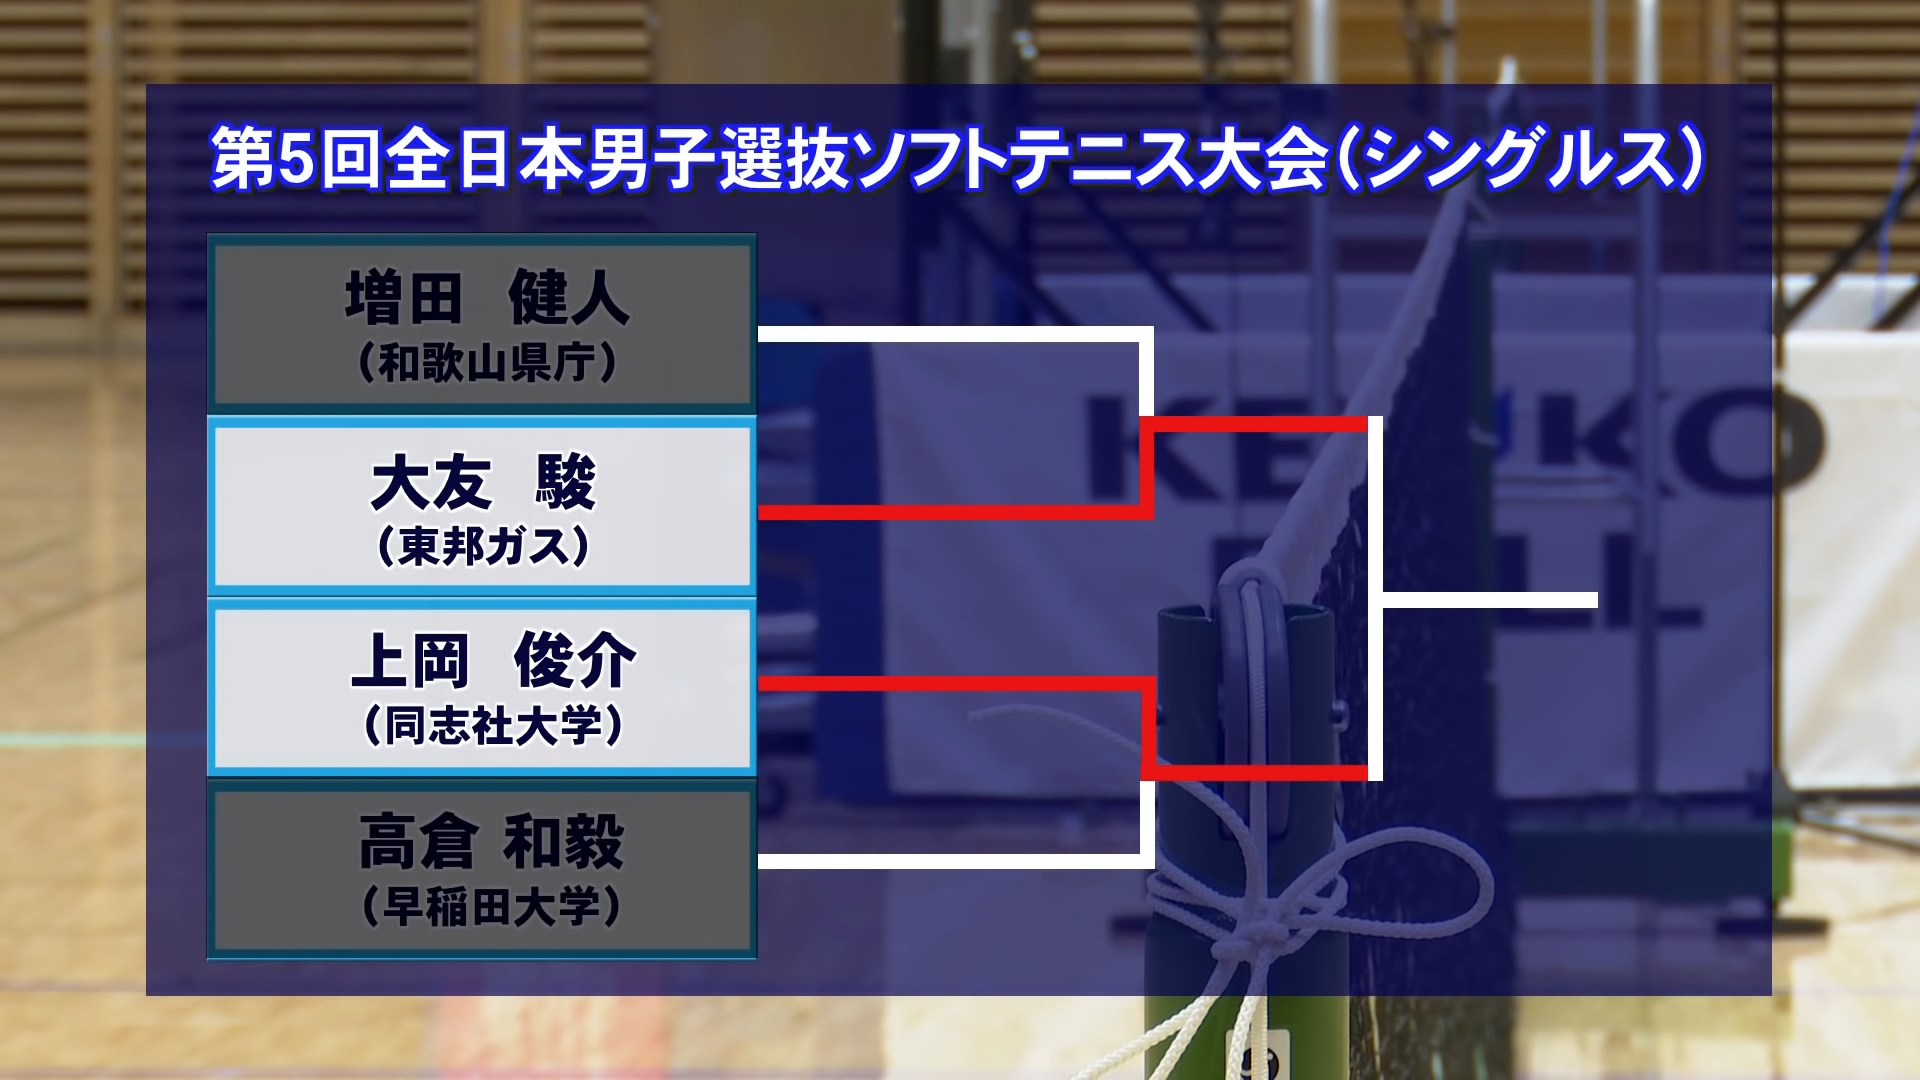 第5回全日本男子選抜ソフトテニス大会(シングルス)
増田 健人
(和歌山県庁)
大友 駿
(東邦ガス)
上岡 俊介
(同志社大学)
高倉 和毅
(早稲田大学)